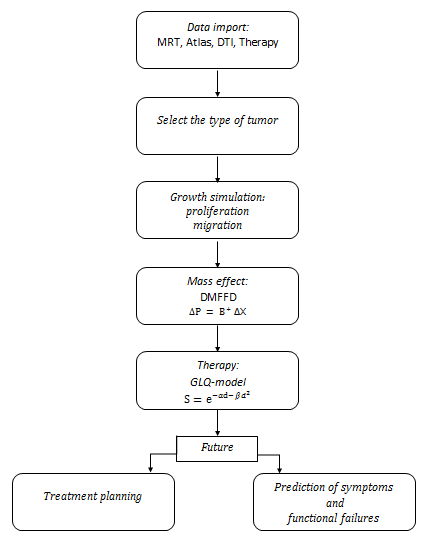 Data import:
MRT, Atlas, DTI, Therapy
Select the type of tumor
Growth simulation:
proliferation
migration
Mass effect:
DMFFD
ΔP = B⁺ ΔX
Therapy:
GLQ-model
S = e^{-αd-βd²}
Future
Treatment planning
Prediction of symptoms
and
functional failures